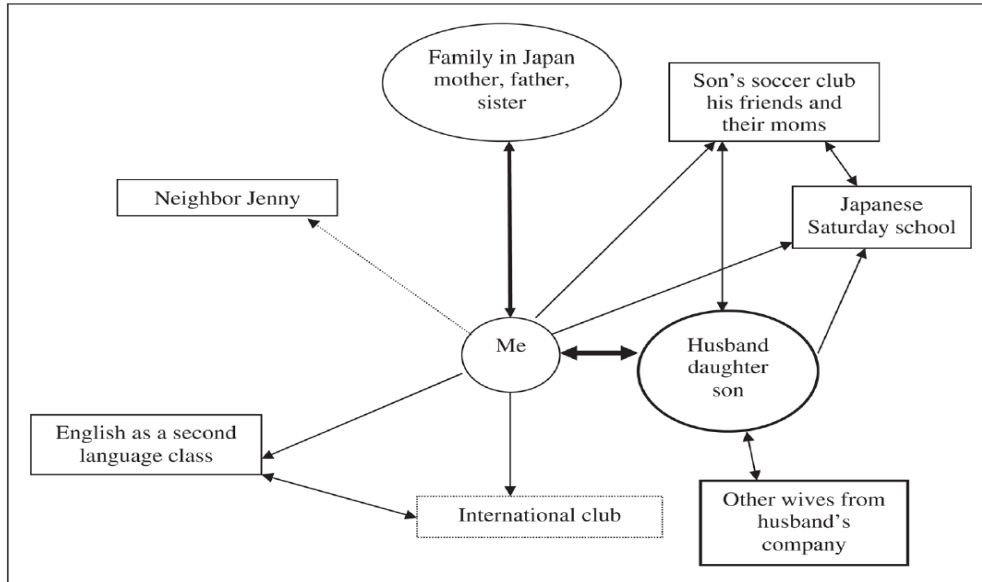 Family in Japan
mother, father,
sister
Son's soccer club
his friends and
their moms
Neighbor Jenny
Japanese
Saturday school
Me
Husband
daughter
son
English as a second
language class
International club
Other wives from
husband's
company